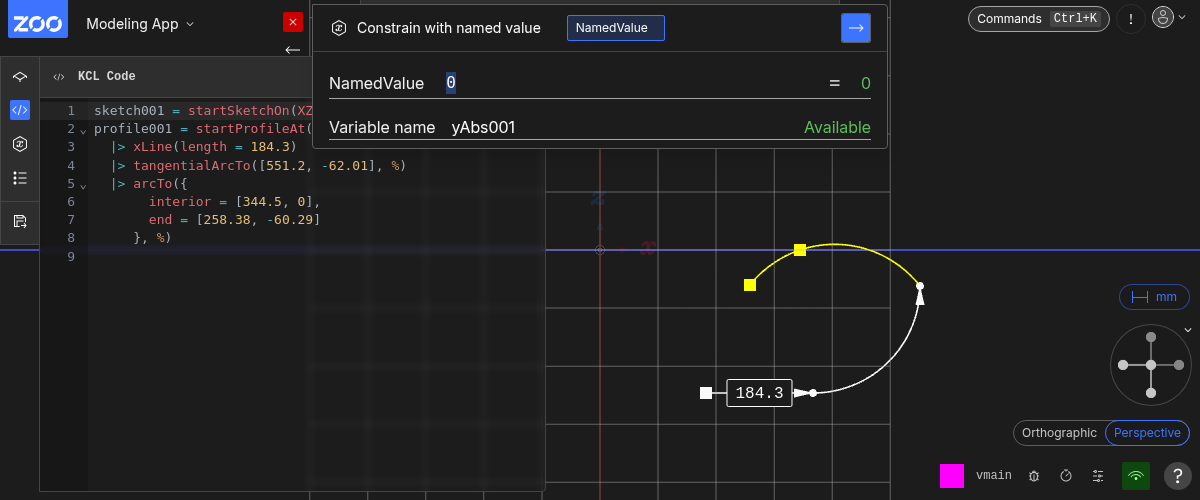 ZOO
Modeling App
Constrain with named value
NamedValue
Commands
Ctrl+K
!
KCL Code
NamedValue 0 = 0
Variable name yAbs001 Available
1 sketch001 = startSketchOn(XZ
2 profile001 = startProfileAt(
3 |> xLine(length = 184.3)
4 |> tangentialArcTo([551.2, -62.01], %)
5 |> arcTo({
6 interior = [344.5, 0],
7 end = [258.38, -60.29]
8 }, %)
9
z
x
mm
184.3
Orthographic
Perspective
vmain
?